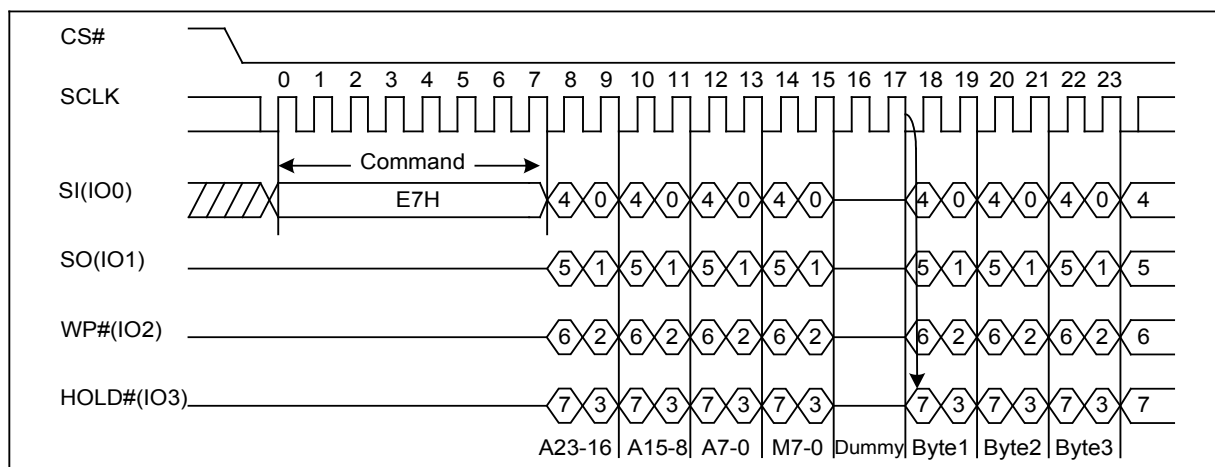 CS#
0 1 2 3 4 5 6 7 8 9 10 11 12 13 14 15 16 17 18 19 20 21 22 23
SCLK
Command
SI(IO0)
E7H 4 0 4 0 4 0 4 0 4 0 4 0 4 0 4
SO(IO1)
5 1 5 1 5 1 5 1 5 1 5 1 5 1 5
WP#(IO2)
6 2 6 2 6 2 6 2 6 2 6 2 6 2 6
HOLD#(IO3)
7 3 7 3 7 3 7 3 7 3 7 3 7 3 7
A23-16 A15-8 A7-0 M7-0 Dummy Byte1 Byte2 Byte3